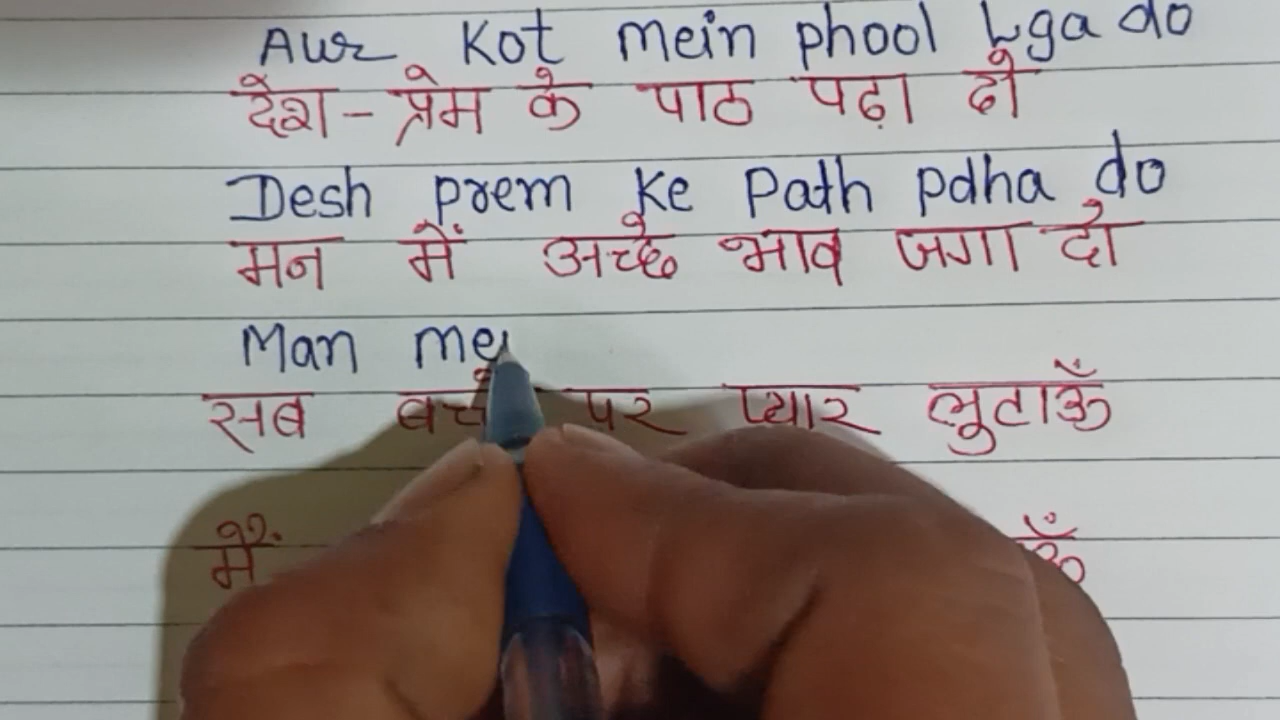 Aur Kot mein phool Lga do
देश - प्रेम के पाठ पढ़ा दो
Desh prem ke Path pdha do
मन में अच्छे भाव जगा दो
Man me
सब पर प्यार लुटाऊँ
मैं